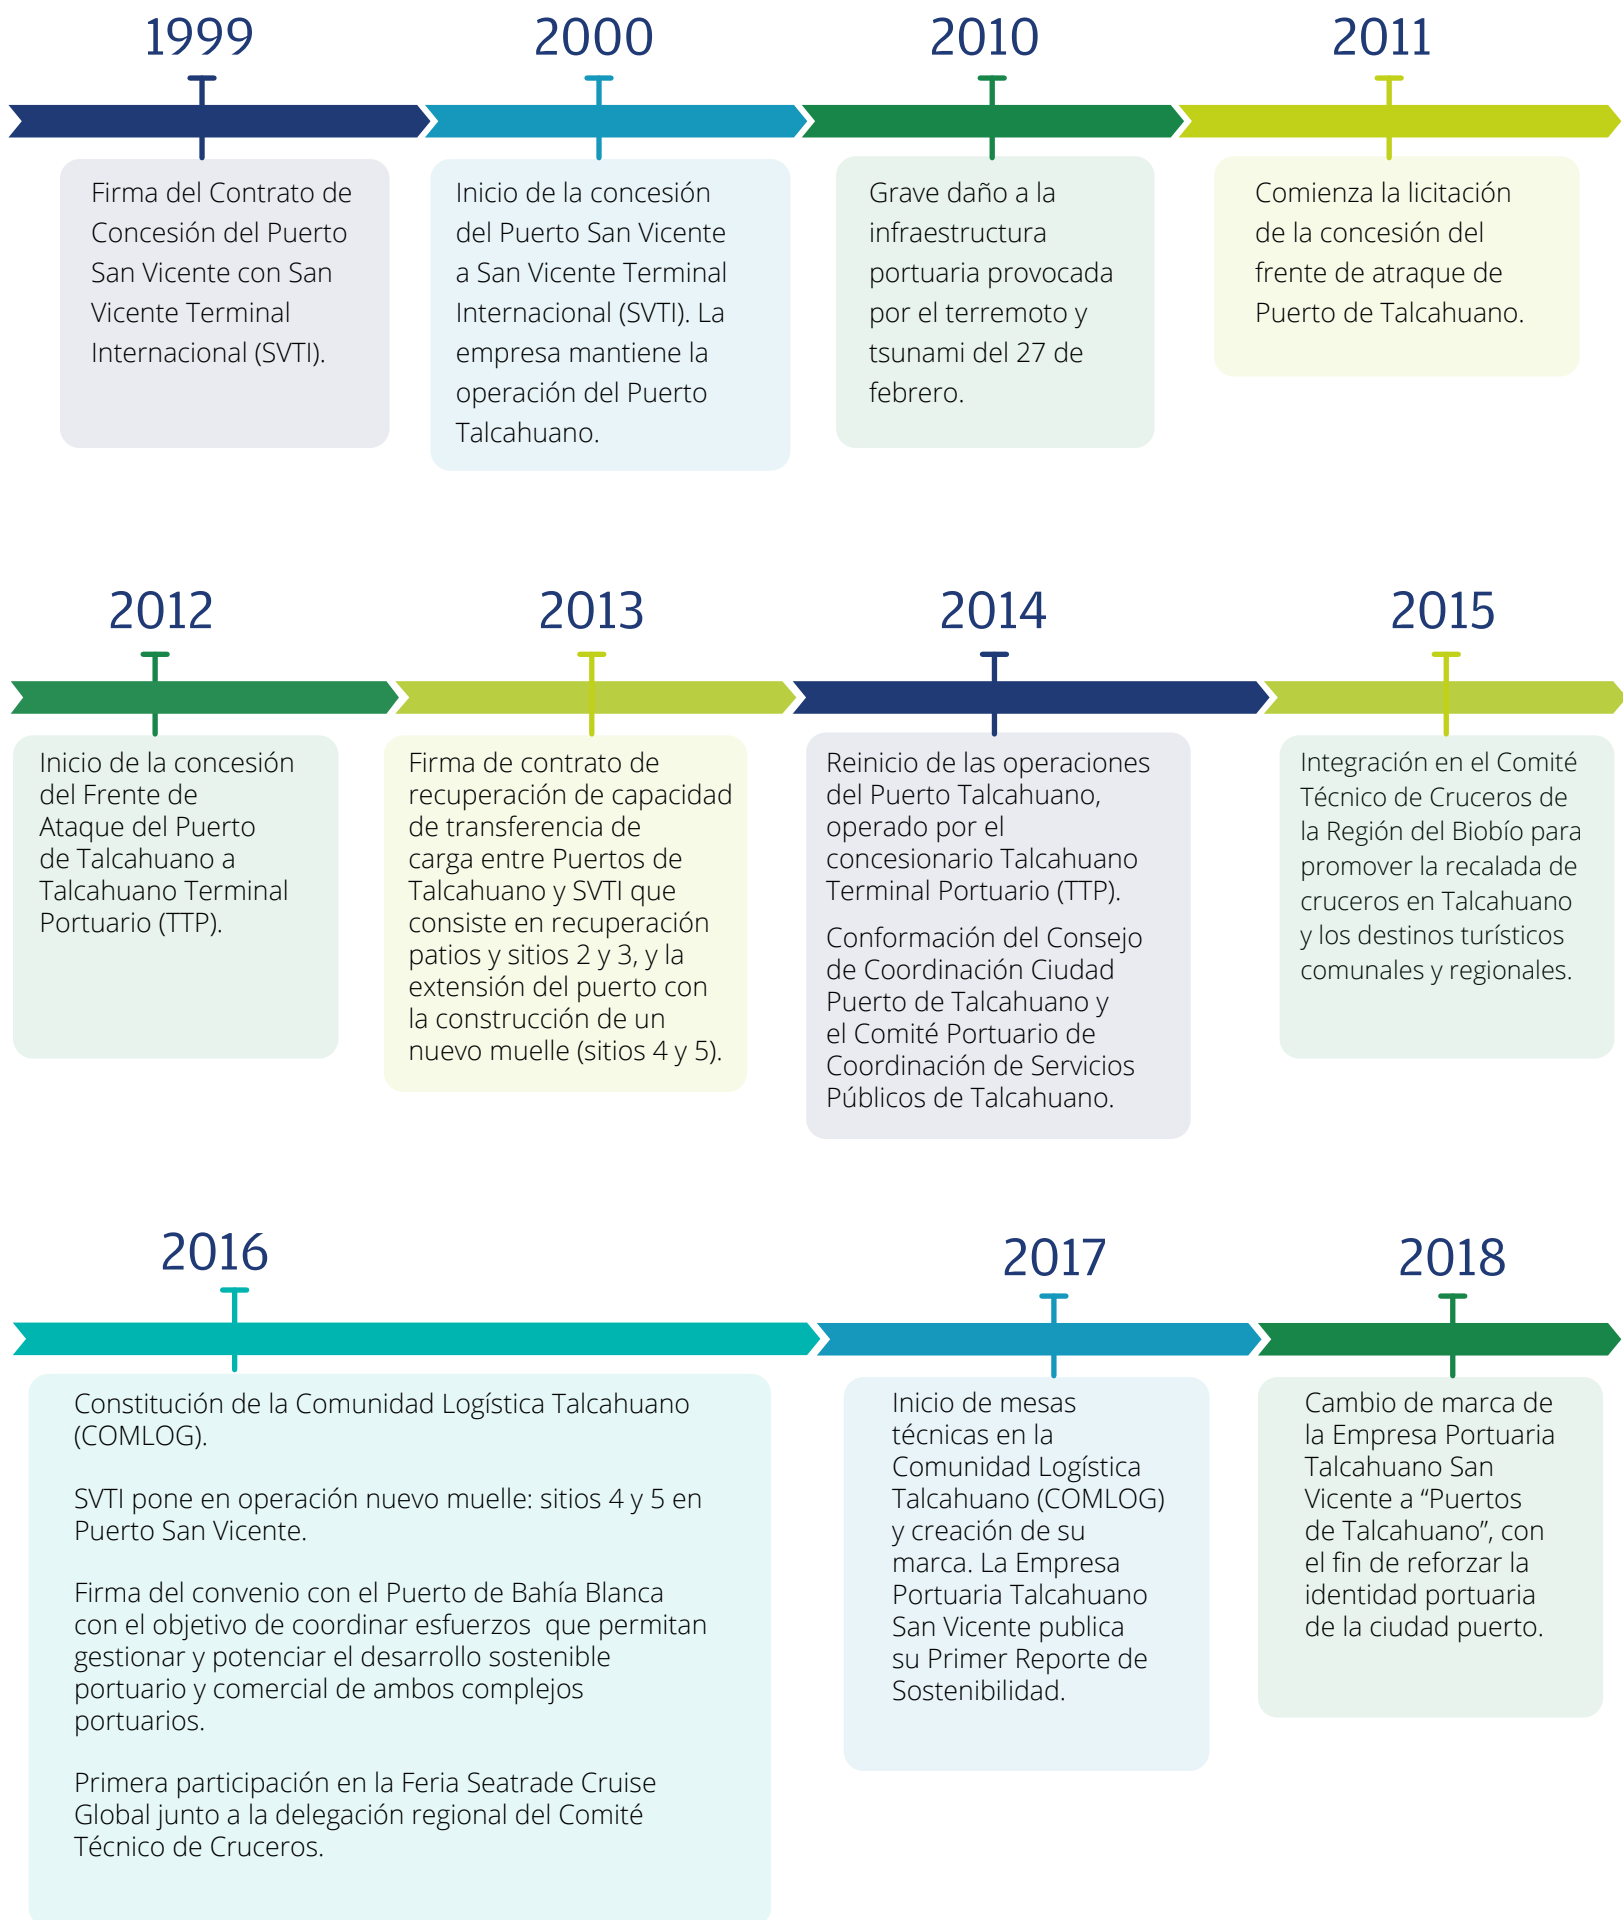 1999
Firma del Contrato de
Concesión del Puerto
San Vicente con San
Vicente Terminal
Internacional (SVTI).
2000
Inicio de la concesión
del Puerto San Vicente
a San Vicente Terminal
Internacional (SVTI). La
empresa mantiene la
operación del Puerto
Talcahuano.
2010
Grave daño a la
infraestructura
portuaria provocada
por el terremoto y
tsunami del 27 de
febrero.
2011
Comienza la licitación
de la concesión del
frente de atraque de
Puerto de Talcahuano.
2012
Inicio de la concesión
del Frente de
Ataque del Puerto
de Talcahuano a
Talcahuano Terminal
Portuario (TTP).
2013
Firma de contrato de
recuperación de capacidad
de transferencia de
carga entre Puertos de
Talcahuano y SVTI que
consiste en recuperación
patios y sitios 2 y 3, y la
extensión del puerto con
la construcción de un
nuevo muelle (sitios 4 y 5).
2014
Reinicio de las operaciones
del Puerto Talcahuano,
operado por el
concesionario Talcahuano
Terminal Portuario (TTP).
Conformación del Consejo
de Coordinación Ciudad
Puerto de Talcahuano y
el Comité Portuario de
Coordinación de Servicios
Públicos de Talcahuano.
2015
Integración en el Comité
Técnico de Cruceros de
la Región del Biobío para
promover la recalada de
cruceros en Talcahuano
y los destinos turísticos
comunales y regionales.
2016
Constitución de la Comunidad Logística Talcahuano
(COMLOG).
SVTI pone en operación nuevo muelle: sitios 4 y 5 en
Puerto San Vicente.
Firma del convenio con el Puerto de Bahía Blanca
con el objetivo de coordinar esfuerzos  que permitan
gestionar y potenciar el desarrollo sostenible
portuario y comercial de ambos complejos
portuarios.
Primera participación en la Feria Seatrade Cruise
Global junto a la delegación regional del Comité
Técnico de Cruceros.
2017
Inicio de mesas
técnicas en la
Comunidad Logística
Talcahuano (COMLOG)
y creación de su
marca. La Empresa
Portuaria Talcahuano
San Vicente publica
su Primer Reporte de
Sostenibilidad.
2018
Cambio de marca de
la Empresa Portuaria
Talcahuano San
Vicente a “Puertos
de Talcahuano”, con
el fin de reforzar la
identidad portuaria
de la ciudad puerto.